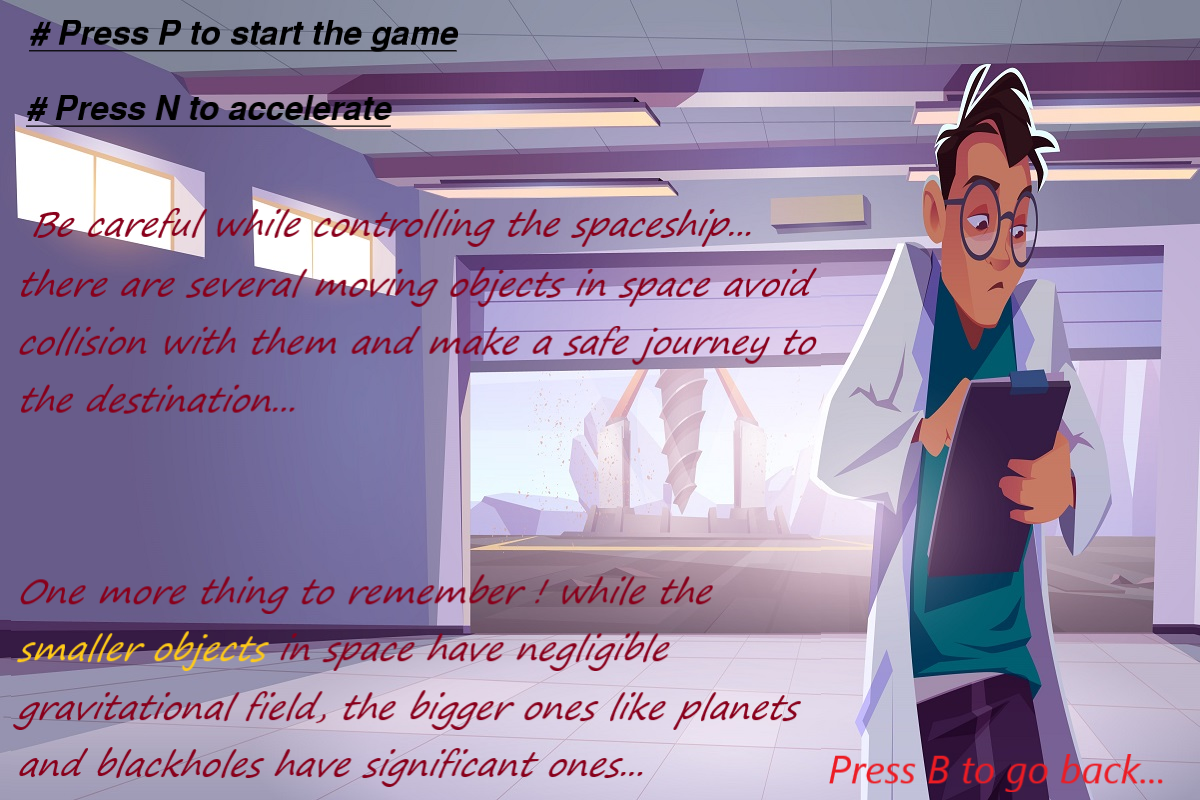 # Press P to start the game
# Press N to accelerate
Be careful while controlling the spaceship...
there are several moving objects in space avoid
collision with them and make a safe journey to
the destination...
One more thing to remember ! while the
smaller objects in space have negligible
gravitational field, the bigger ones like planets
and blackholes have significant ones...
Press B to go back...